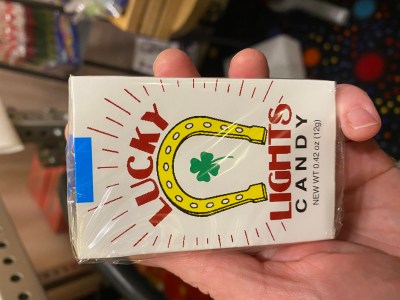 LUCKY
LIGHTS
CANDY
NEW WT 0.42 oz (12g)